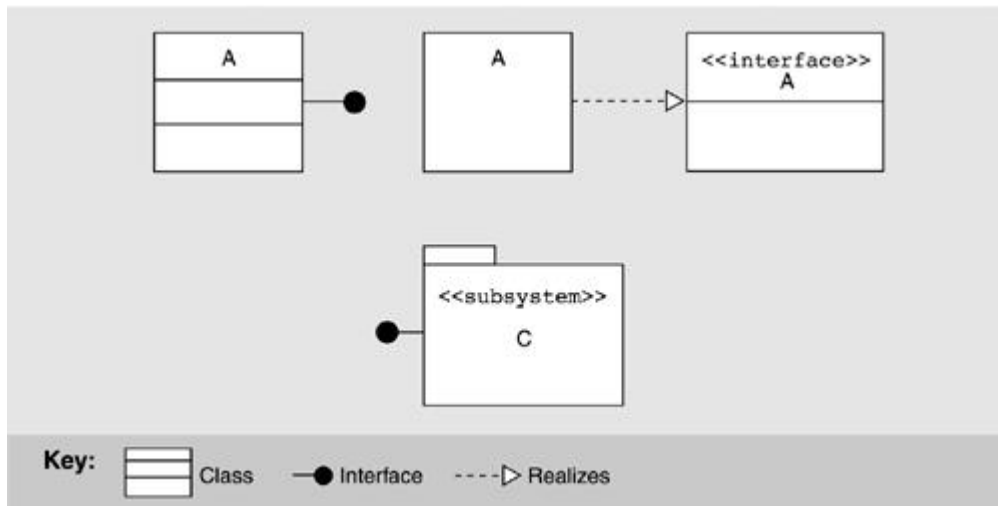 A
A
<<interface>>
A
<<subsystem>>
C
Key:
Class
Interface
Realizes